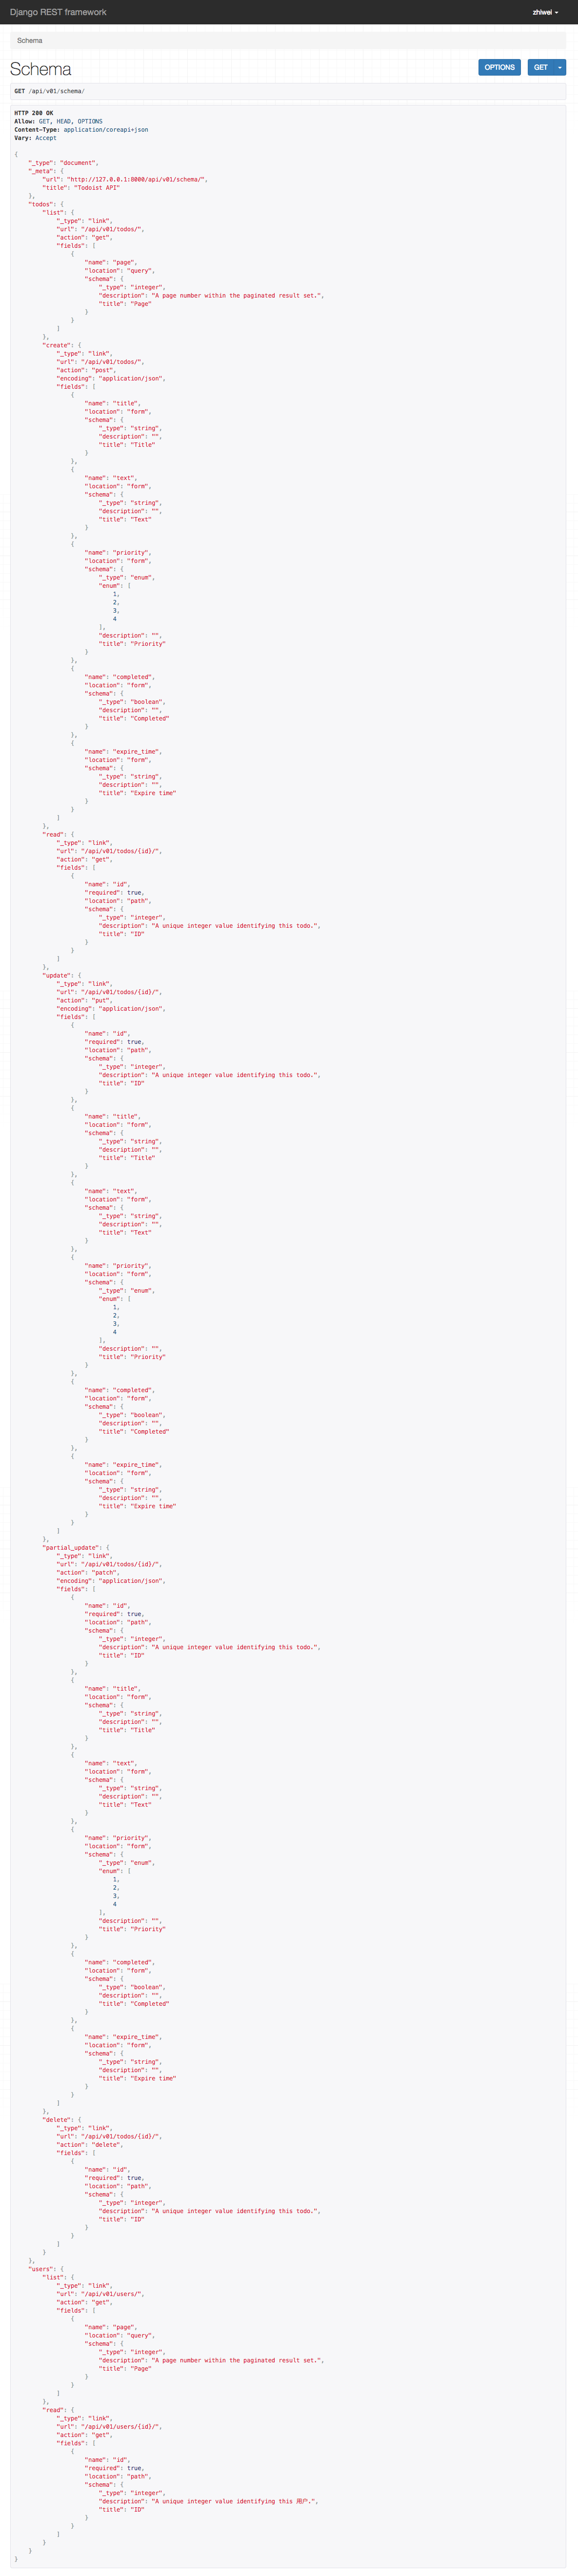 Django REST framework
zhiwei
Schema
Schema
OPTIONS
GET
GET /api/v01/schema/
HTTP 200 OK
Allow: GET, HEAD, OPTIONS
Content-Type: application/coreapi+json
Vary: Accept
{
    "_type": "document",
    "_meta": {
        "url": "http://127.0.0.1:8000/api/v01/schema/",
        "title": "Todoist API"
    },
    "todos": {
        "list": {
            "_type": "link",
            "url": "/api/v01/todos/",
            "action": "get",
            "fields": [
                {
                    "name": "page",
                    "location": "query",
                    "schema": {
                        "_type": "integer",
                        "description": "A page number within the paginated result set.",
                        "title": "Page"
                    }
                }
            ]
        },
        "create": {
            "_type": "link",
            "url": "/api/v01/todos/",
            "action": "post",
            "encoding": "application/json",
            "fields": [
                {
                    "name": "title",
                    "location": "form",
                    "schema": {
                        "_type": "string",
                        "description": "",
                        "title": "Title"
                    }
                },
                {
                    "name": "text",
                    "location": "form",
                    "schema": {
                        "_type": "string",
                        "description": "",
                        "title": "Text"
                    }
                },
                {
                    "name": "priority",
                    "location": "form",
                    "schema": {
                        "_type": "enum",
                        "enum": [
                            1,
                            2,
                            3,
                            4
                        ],
                        "description": "",
                        "title": "Priority"
                    }
                },
                {
                    "name": "completed",
                    "location": "form",
                    "schema": {
                        "_type": "boolean",
                        "description": "",
                        "title": "Completed"
                    }
                },
                {
                    "name": "expire_time",
                    "location": "form",
                    "schema": {
                        "_type": "string",
                        "description": "",
                        "title": "Expire time"
                    }
                }
            ]
        },
        "read": {
            "_type": "link",
            "url": "/api/v01/todos/{id}/",
            "action": "get",
            "fields": [
                {
                    "name": "id",
                    "required": true,
                    "location": "path",
                    "schema": {
                        "_type": "integer",
                        "description": "A unique integer value identifying this todo.",
                        "title": "ID"
                    }
                }
            ]
        },
        "update": {
            "_type": "link",
            "url": "/api/v01/todos/{id}/",
            "action": "put",
            "encoding": "application/json",
            "fields": [
                {
                    "name": "id",
                    "required": true,
                    "location": "path",
                    "schema": {
                        "_type": "integer",
                        "description": "A unique integer value identifying this todo.",
                        "title": "ID"
                    }
                },
                {
                    "name": "title",
                    "location": "form",
                    "schema": {
                        "_type": "string",
                        "description": "",
                        "title": "Title"
                    }
                },
                {
                    "name": "text",
                    "location": "form",
                    "schema": {
                        "_type": "string",
                        "description": "",
                        "title": "Text"
                    }
                },
                {
                    "name": "priority",
                    "location": "form",
                    "schema": {
                        "_type": "enum",
                        "enum": [
                            1,
                            2,
                            3,
                            4
                        ],
                        "description": "",
                        "title": "Priority"
                    }
                },
                {
                    "name": "completed",
                    "location": "form",
                    "schema": {
                        "_type": "boolean",
                        "description": "",
                        "title": "Completed"
                    }
                },
                {
                    "name": "expire_time",
                    "location": "form",
                    "schema": {
                        "_type": "string",
                        "description": "",
                        "title": "Expire time"
                    }
                }
            ]
        },
        "partial_update": {
            "_type": "link",
            "url": "/api/v01/todos/{id}/",
            "action": "patch",
            "encoding": "application/json",
            "fields": [
                {
                    "name": "id",
                    "required": true,
                    "location": "path",
                    "schema": {
                        "_type": "integer",
                        "description": "A unique integer value identifying this todo.",
                        "title": "ID"
                    }
                },
                {
                    "name": "title",
                    "location": "form",
                    "schema": {
                        "_type": "string",
                        "description": "",
                        "title": "Title"
                    }
                },
                {
                    "name": "text",
                    "location": "form",
                    "schema": {
                        "_type": "string",
                        "description": "",
                        "title": "Text"
                    }
                },
                {
                    "name": "priority",
                    "location": "form",
                    "schema": {
                        "_type": "enum",
                        "enum": [
                            1,
                            2,
                            3,
                            4
                        ],
                        "description": "",
                        "title": "Priority"
                    }
                },
                {
                    "name": "completed",
                    "location": "form",
                    "schema": {
                        "_type": "boolean",
                        "description": "",
                        "title": "Completed"
                    }
                },
                {
                    "name": "expire_time",
                    "location": "form",
                    "schema": {
                        "_type": "string",
                        "description": "",
                        "title": "Expire time"
                    }
                }
            ]
        },
        "delete": {
            "_type": "link",
            "url": "/api/v01/todos/{id}/",
            "action": "delete",
            "fields": [
                {
                    "name": "id",
                    "required": true,
                    "location": "path",
                    "schema": {
                        "_type": "integer",
                        "description": "A unique integer value identifying this todo.",
                        "title": "ID"
                    }
                }
            ]
        }
    },
    "users": {
        "list": {
            "_type": "link",
            "url": "/api/v01/users/",
            "action": "get",
            "fields": [
                {
                    "name": "page",
                    "location": "query",
                    "schema": {
                        "_type": "integer",
                        "description": "A page number within the paginated result set.",
                        "title": "Page"
                    }
                }
            ]
        },
        "read": {
            "_type": "link",
            "url": "/api/v01/users/{id}/",
            "action": "get",
            "fields": [
                {
                    "name": "id",
                    "required": true,
                    "location": "path",
                    "schema": {
                        "_type": "integer",
                        "description": "A unique integer value identifying this 用户.",
                        "title": "ID"
                    }
                }
            ]
        }
    }
}